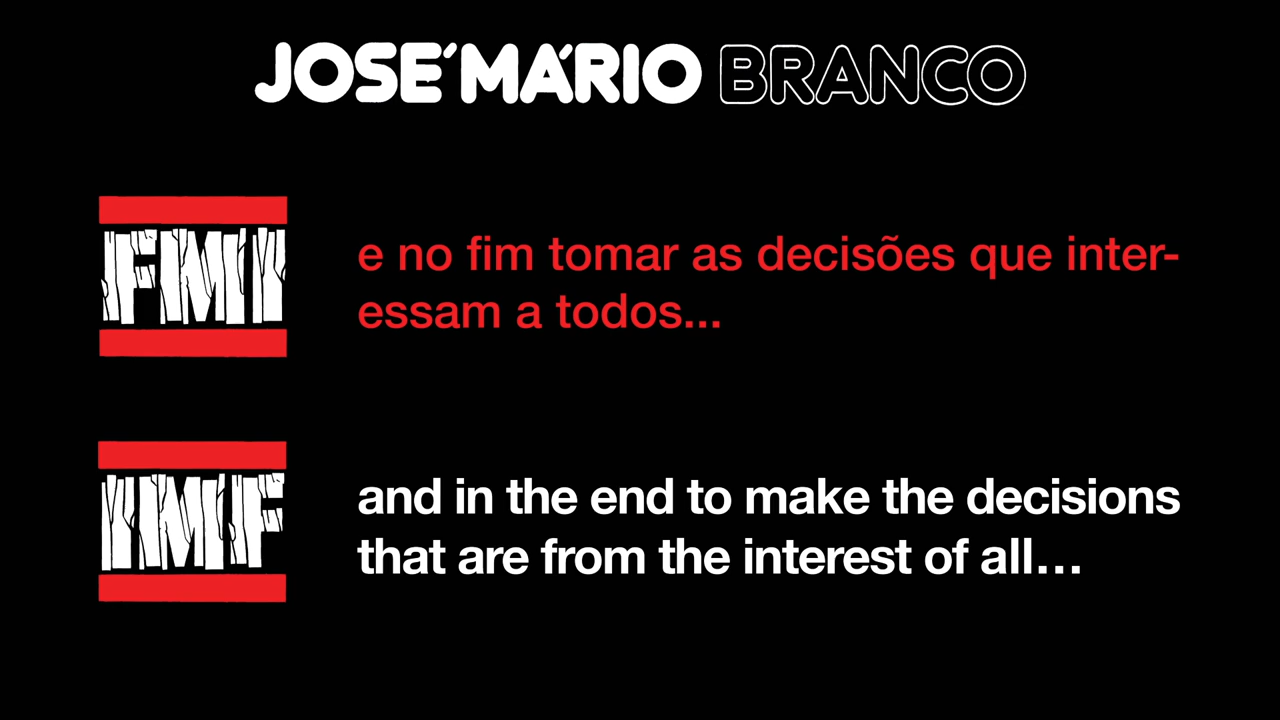 JOSÉ MÁRIO BRANCO
FMI
e no fim tomar as decisões que inter-
essam a todos...
IMF
and in the end to make the decisions
that are from the interest of all…